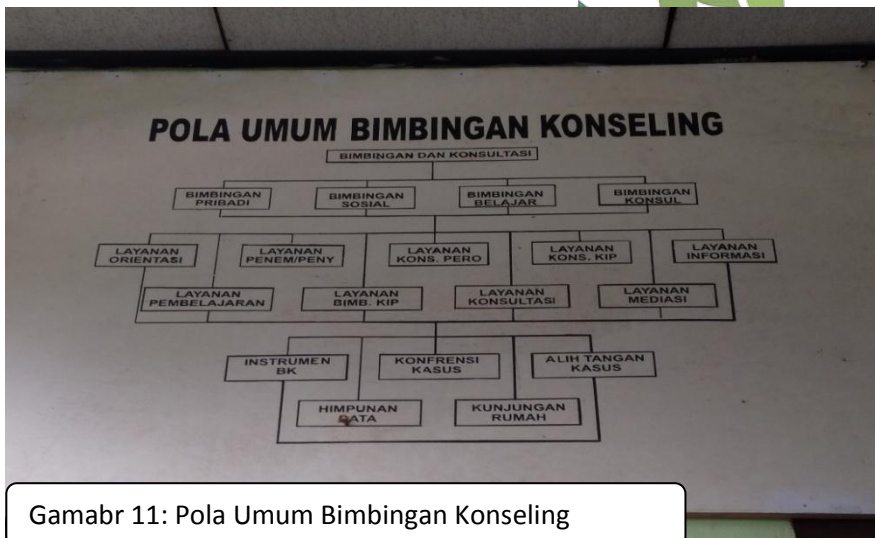 POLA UMUM BIMBINGAN KONSELING
BIMBINGAN DAN KONSULTASI
BIMBINGAN
PRIBADI
BIMBINGAN
SOSIAL
BIMBINGAN
BELAJAR
BIMBINGAN
KONSUL
LAYANAN
ORIENTASI
LAYANAN
PENEM/PENY
LAYANAN
KONS. PERO
LAYANAN
KONS. KIP
LAYANAN
INFORMASI
LAYANAN
PEMBELAJARAN
LAYANAN
BIMB. KIP
LAYANAN
KONSULTASI
LAYANAN
MEDIASI
INSTRUMEN
BK
KONFRENSI
KASUS
ALIH TANGAN
KASUS
HIMPUNAN
DATA
KUNJUNGAN
RUMAH
Gamabr 11: Pola Umum Bimbingan Konseling